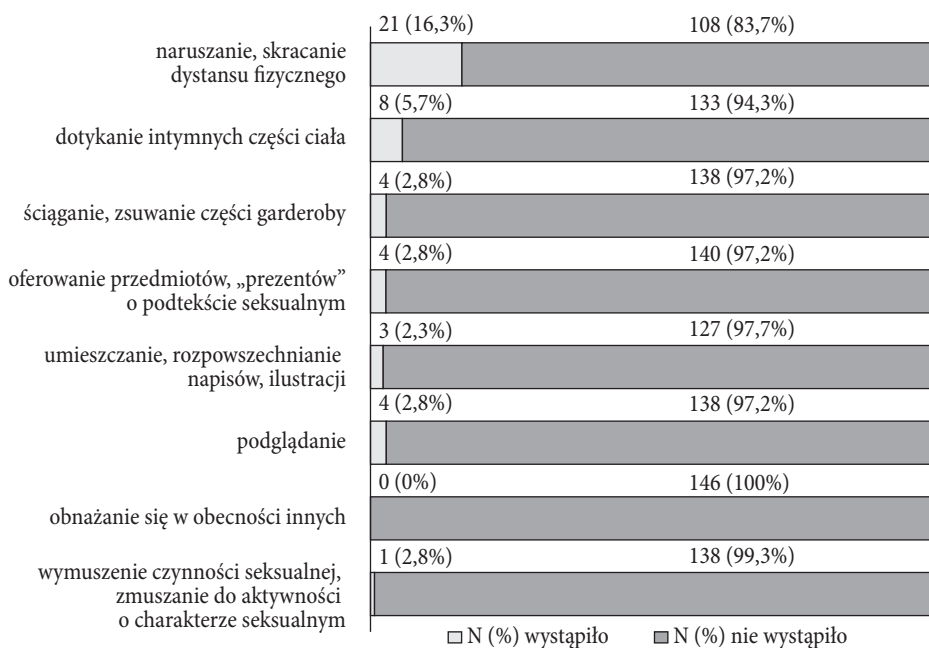 21 (16,3%) 108 (83,7%)
naruszanie, skracanie
dystansu fizycznego
8 (5,7%) 133 (94,3%)
dotykanie intymnych części ciała
4 (2,8%) 138 (97,2%)
ściąganie, zsuwanie części garderoby
4 (2,8%) 140 (97,2%)
oferowanie przedmiotów, „prezentów”
o podtekście seksualnym
3 (2,3%) 127 (97,7%)
umieszczanie, rozpowszechnianie
napisów, ilustracji
4 (2,8%) 138 (97,2%)
podglądanie
0 (0%) 146 (100%)
obnażanie się w obecności innych
1 (2,8%) 138 (99,3%)
wymuszenie czynności seksualnej,
zmuszanie do aktywności
o charakterze seksualnym
N (%) wystąpiło N (%) nie wystąpiło